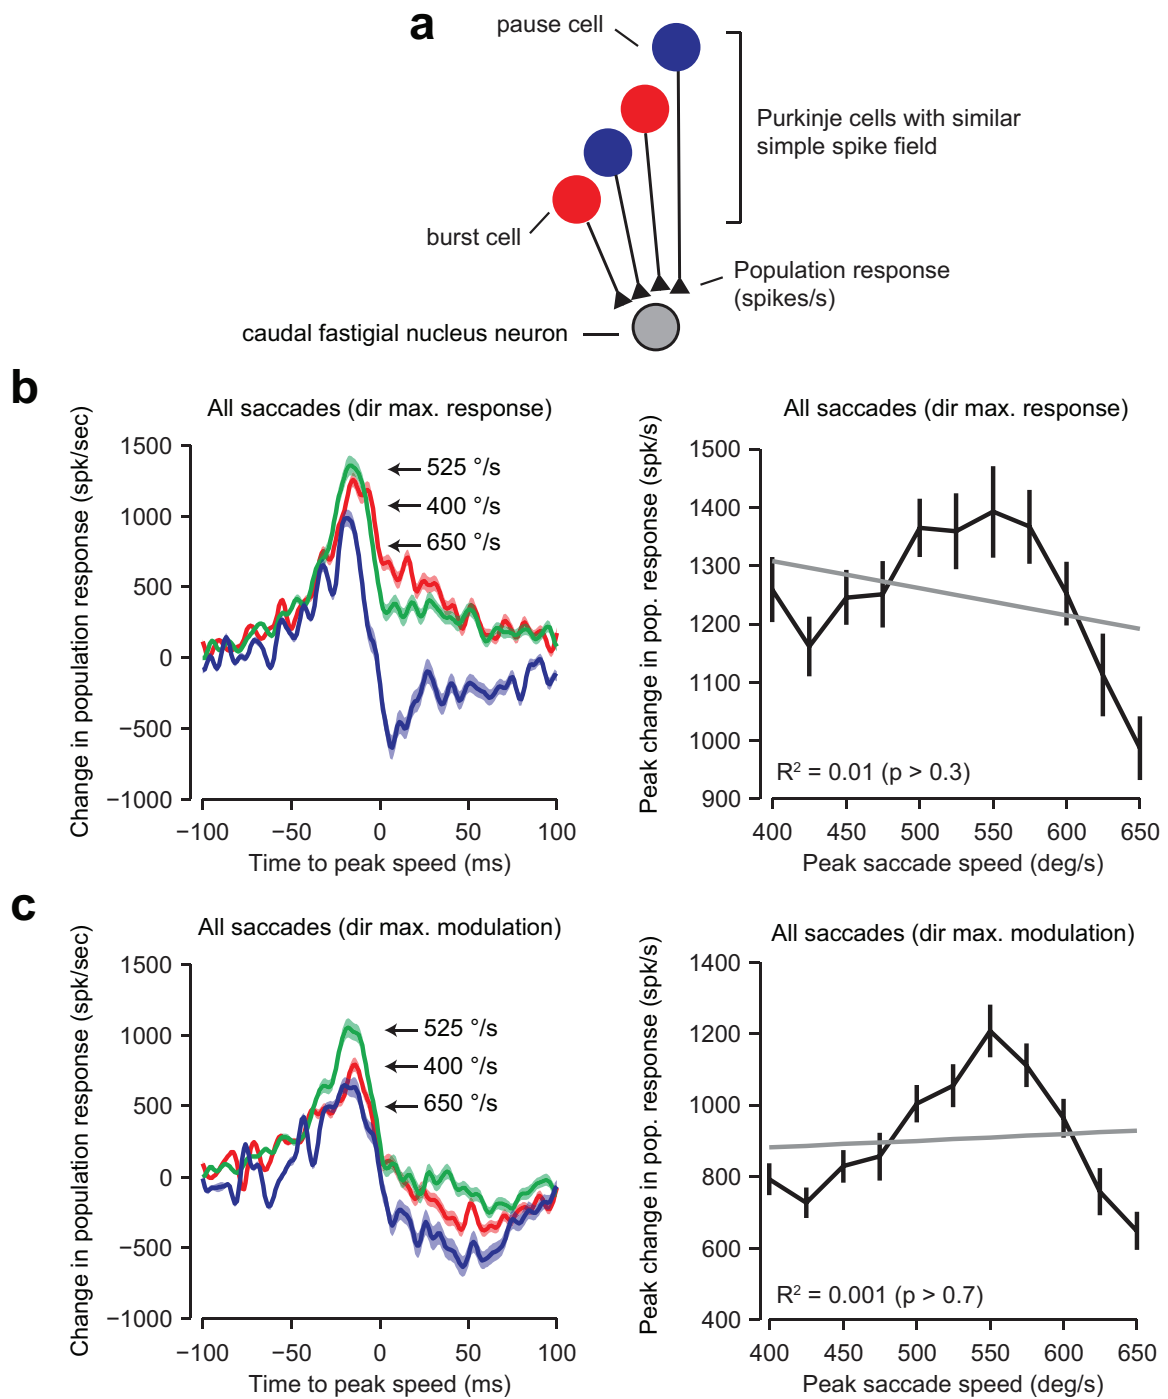 a
pause cell
Purkinje cells with similar
simple spike field
burst cell
Population response
(spikes/s)
caudal fastigial nucleus neuron
b
All saccades (dir max. response)
Change in population response (spk/sec)
1500
1000
500
0
−500
−1000
525 °/s
400 °/s
650 °/s
−100
−50
0
50
100
Time to peak speed (ms)
All saccades (dir max. response)
Peak change in pop. response (spk/s)
1500
1400
1300
1200
1100
1000
900
R² = 0.01 (p > 0.3)
400
450
500
550
600
650
Peak saccade speed (deg/s)
c
All saccades (dir max. modulation)
Change in population response (spk/sec)
1500
1000
500
0
−500
−1000
525 °/s
400 °/s
650 °/s
−100
−50
0
50
100
Time to peak speed (ms)
All saccades (dir max. modulation)
Peak change in pop. response (spk/s)
1400
1200
1000
800
600
400
R² = 0.001 (p > 0.7)
400
450
500
550
600
650
Peak saccade speed (deg/s)